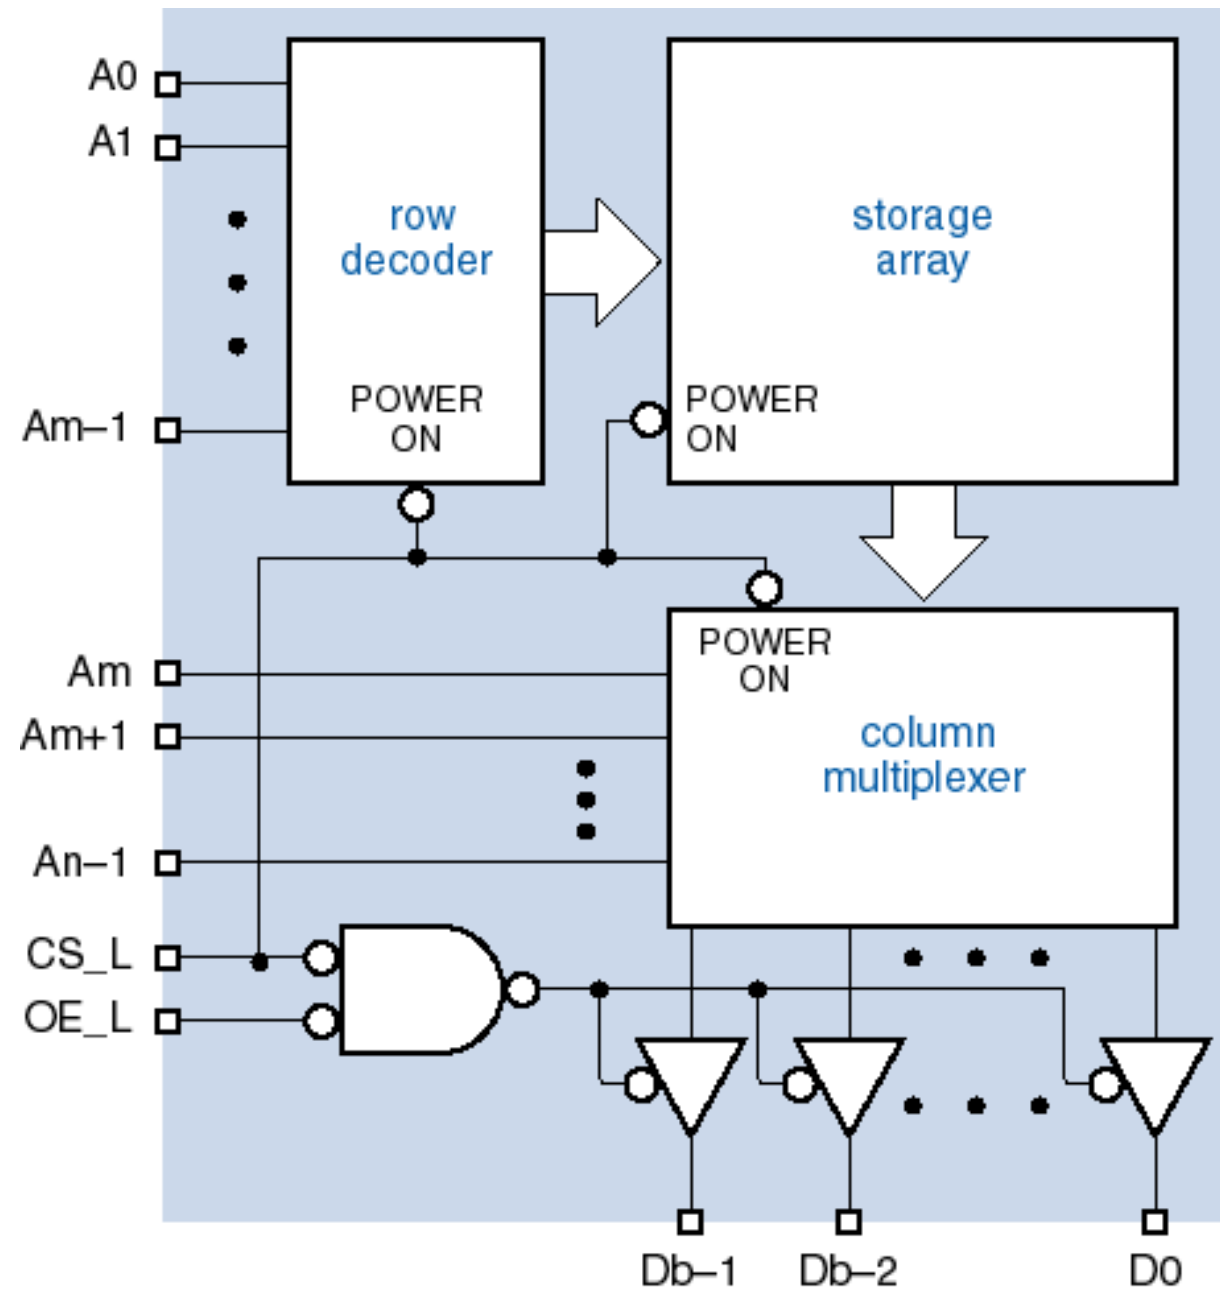 A0
A1
row
decoder
storage
array
POWER
ON
POWER
ON
Am–1
Am
POWER
ON
Am+1
column
multiplexer
An–1
CS_L
OE_L
Db–1
Db–2
D0